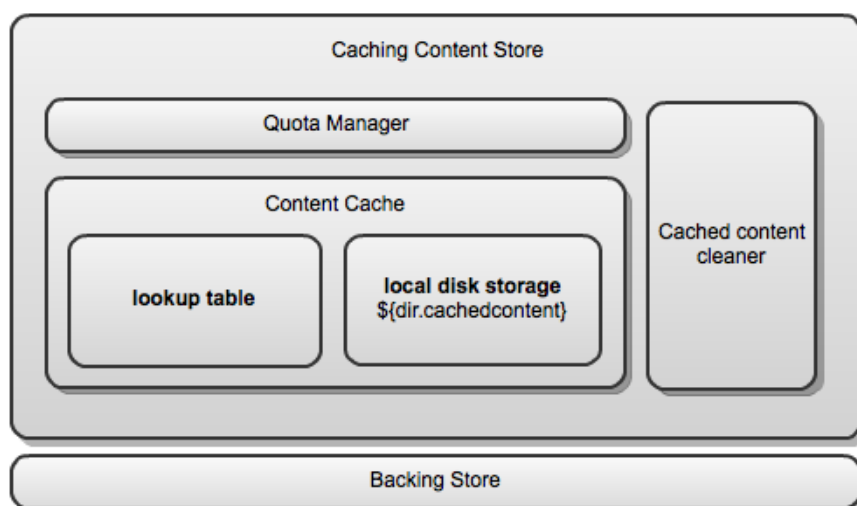 Caching Content Store
Quota Manager
Content Cache
lookup table
local disk storage
${dir.cachedcontent}
Cached content
cleaner
Backing Store